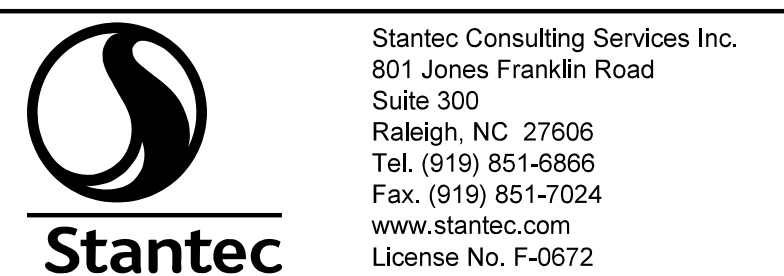 Stantec
Stantec Consulting Services Inc.
801 Jones Franklin Road
Suite 300
Raleigh, NC  27606
Tel. (919) 851-6866
Fax. (919) 851-7024
www.stantec.com
License No. F-0672